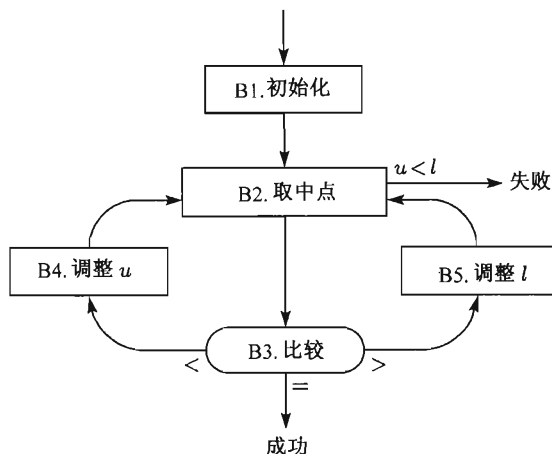 B1. 初始化
u < l
B2. 取中点
失败
B4. 调整 u
B5. 调整 l
B3. 比较
<
>
=
成功